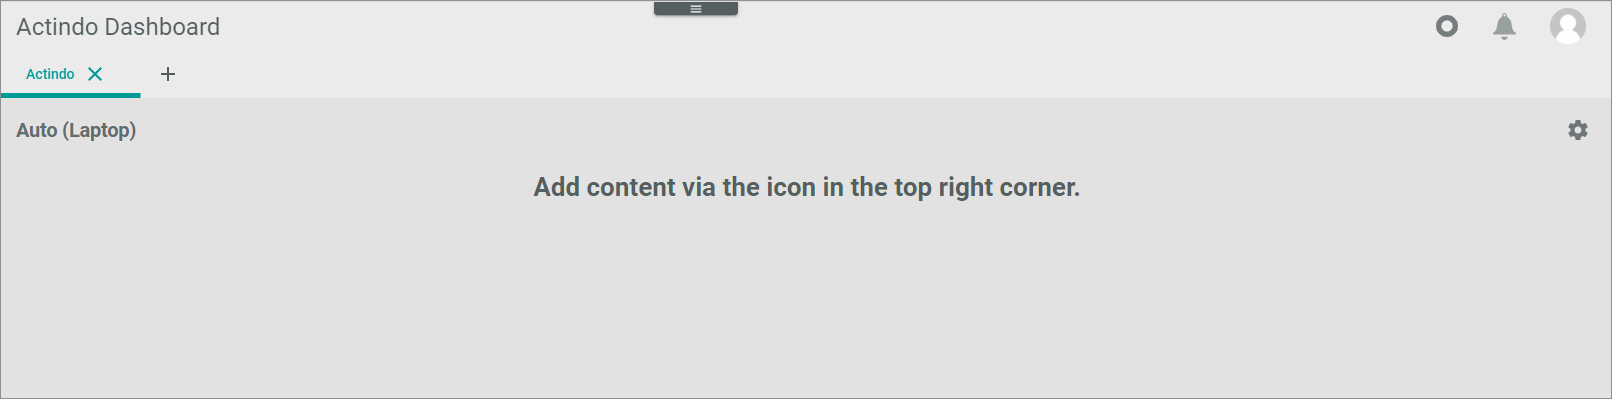 Actindo Dashboard
Actindo
Auto (Laptop)
Add content via the icon in the top right corner.